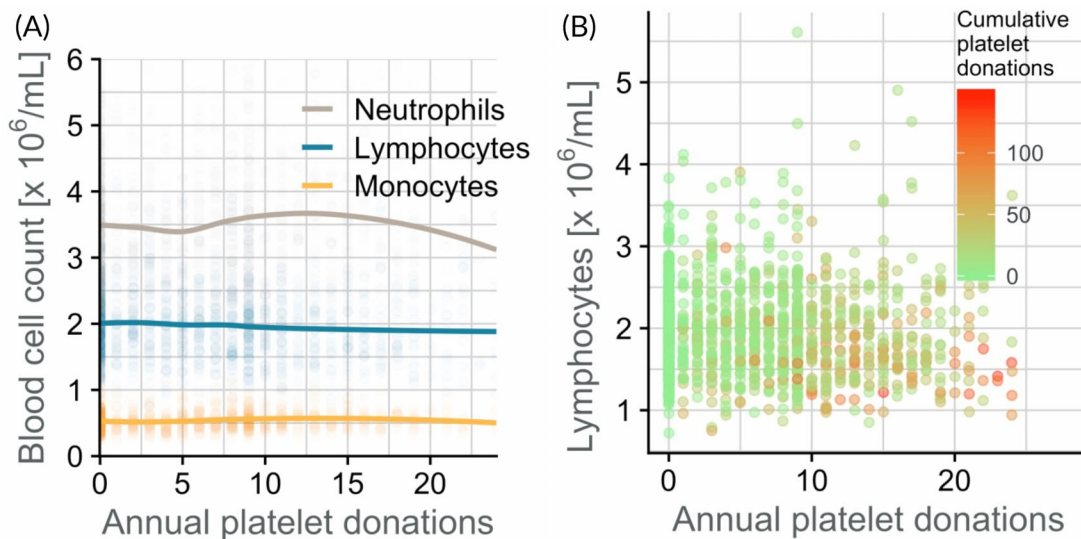 (A)
Blood cell count [x 10⁶/mL]
6
5
4
3
2
1
0
Neutrophils
Lymphocytes
Monocytes
0 5 10 15 20
Annual platelet donations
(B)
Lymphocytes [x 10⁶/mL]
5
4
3
2
1
Cumulative
platelet
donations
100
50
0
0 10 20
Annual platelet donations